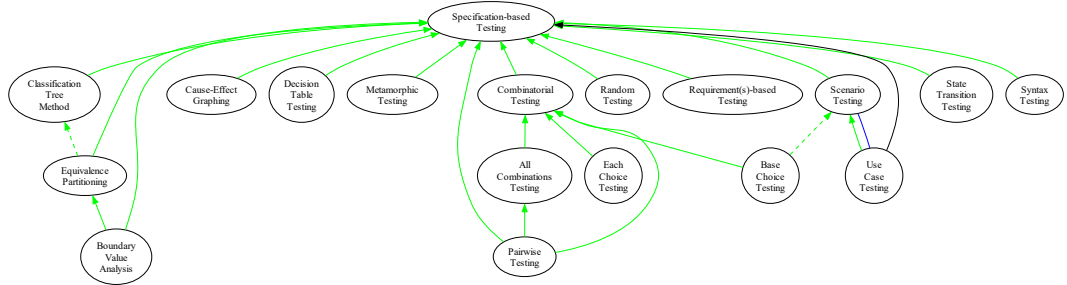 Specification-based
Testing
Classification
Tree
Method
Cause-Effect
Graphing
Decision
Table
Testing
Metamorphic
Testing
Combinatorial
Testing
Random
Testing
Requirement(s)-based
Testing
Scenario
Testing
State
Transition
Testing
Syntax
Testing
Equivalence
Partitioning
All
Combinations
Testing
Each
Choice
Testing
Base
Choice
Testing
Use
Case
Testing
Boundary
Value
Analysis
Pairwise
Testing